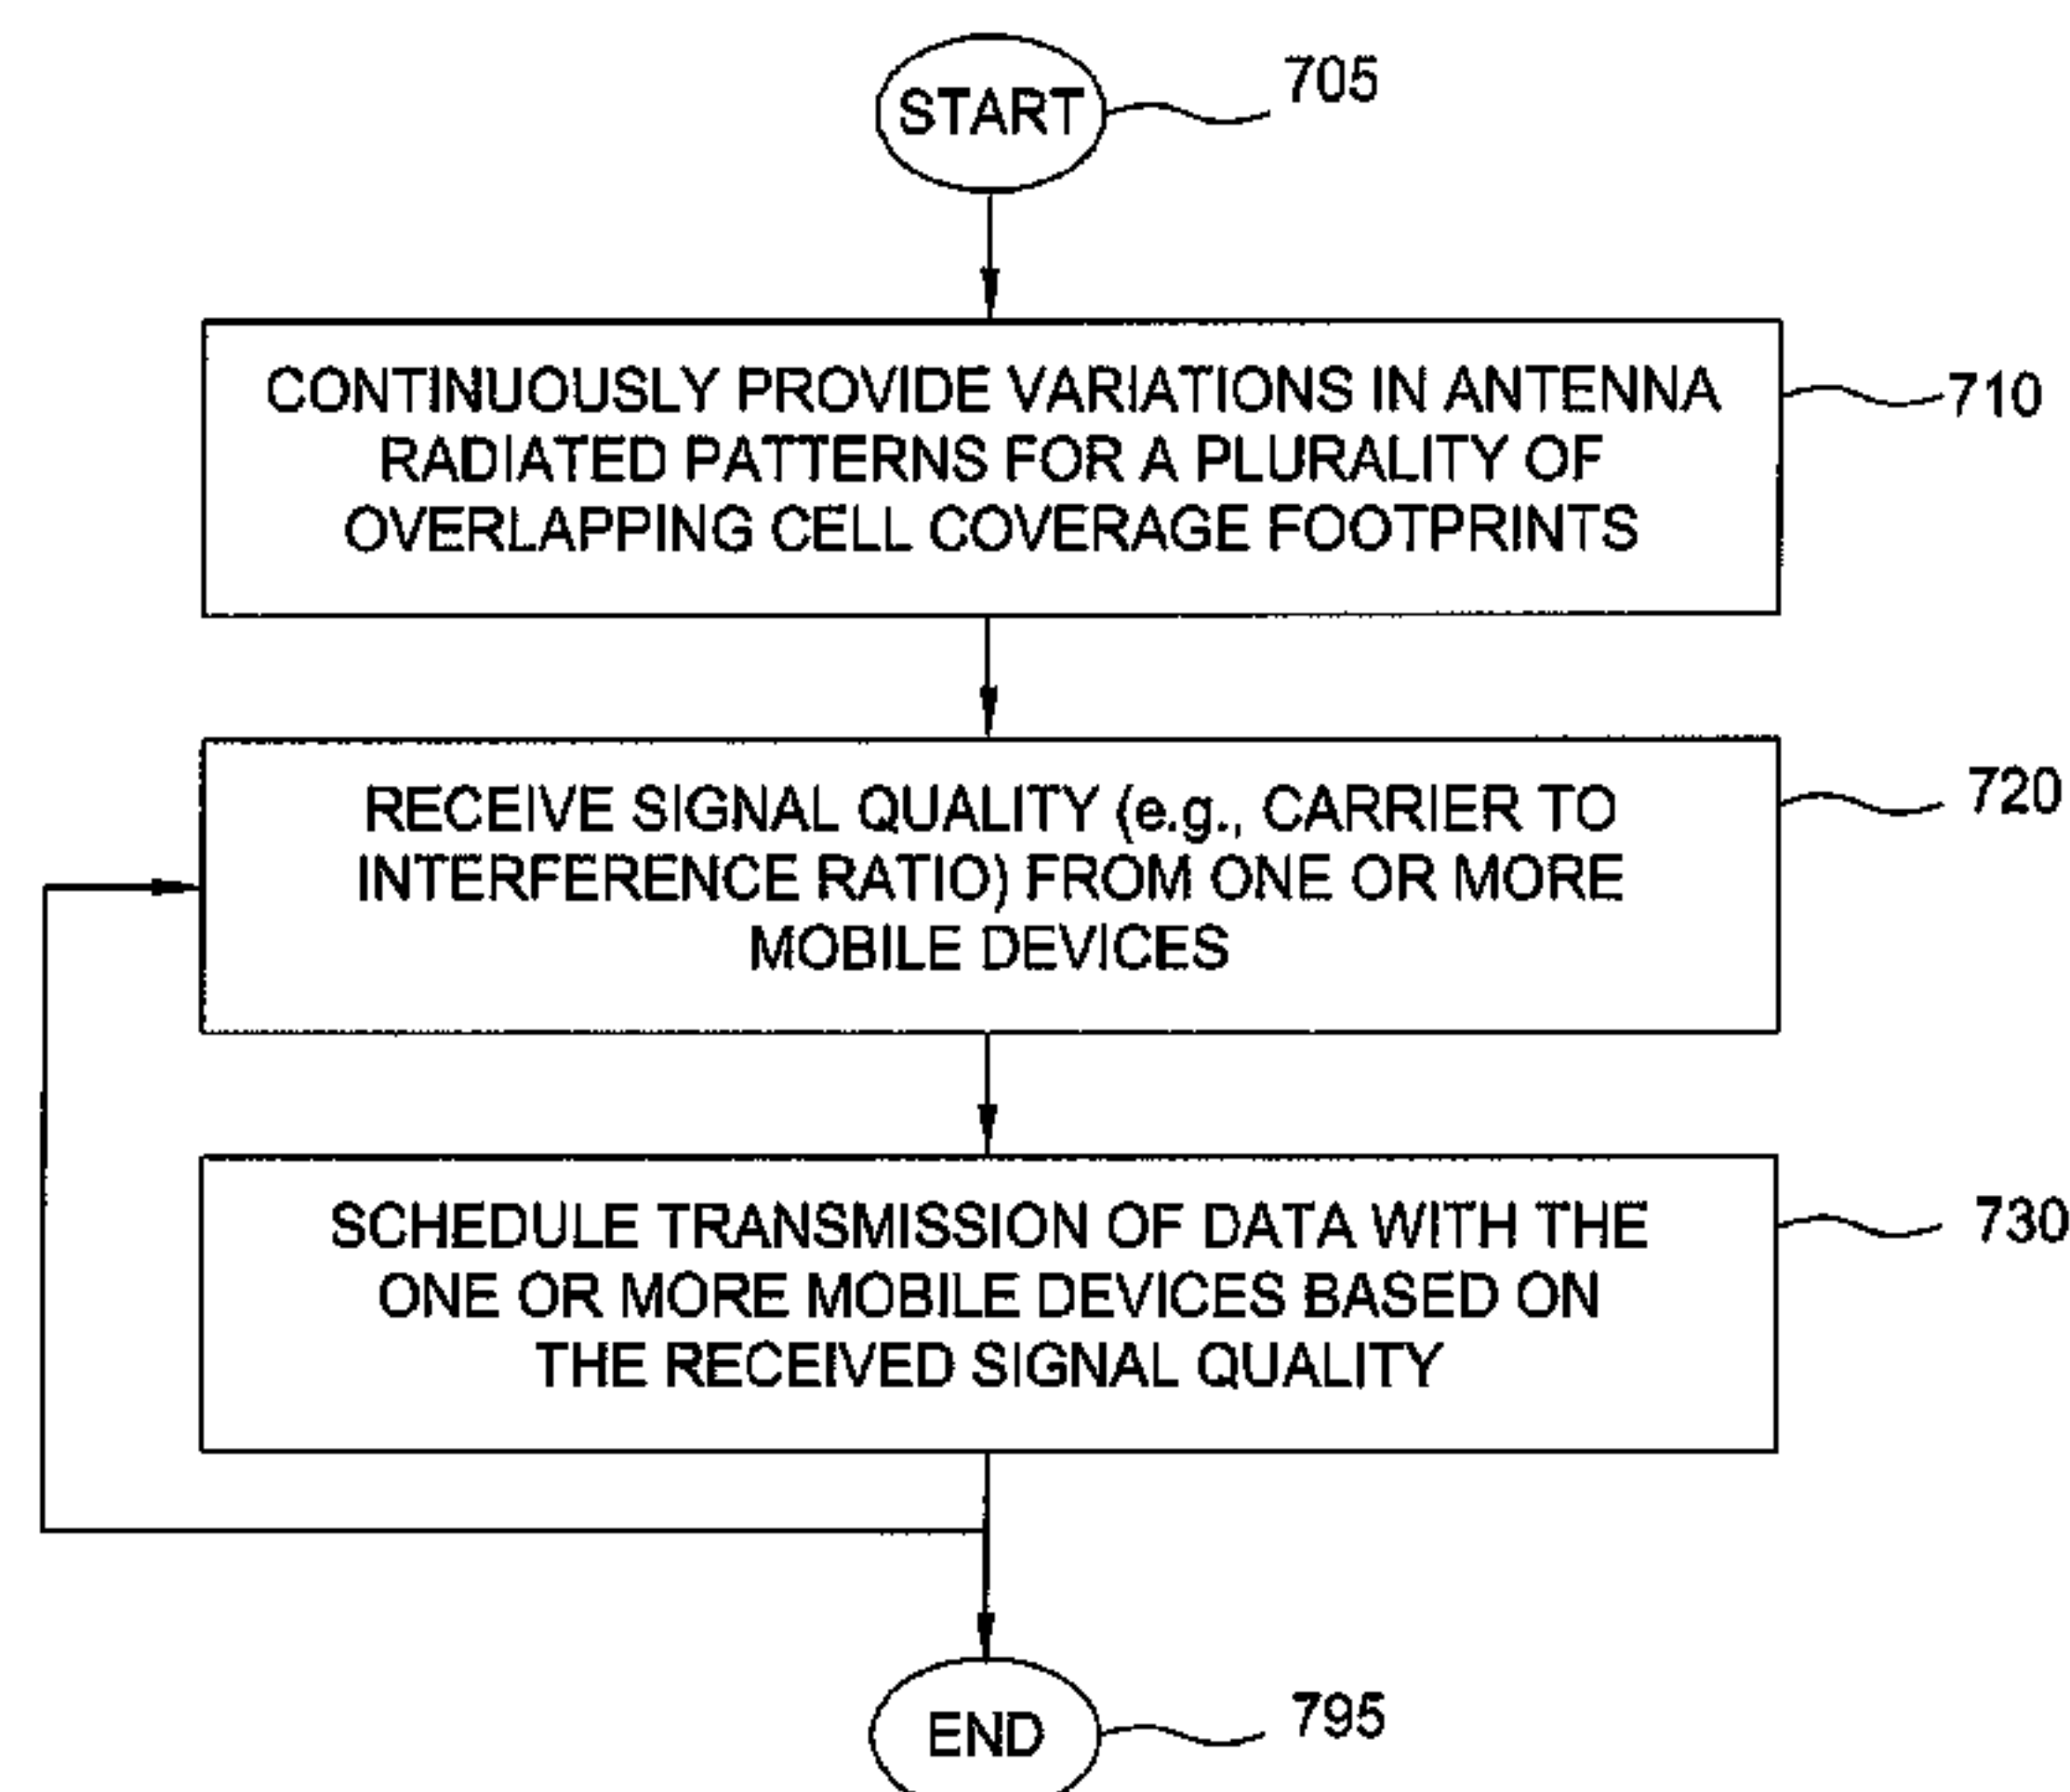 START
705
CONTINUOUSLY PROVIDE VARIATIONS IN ANTENNA
RADIATED PATTERNS FOR A PLURALITY OF
OVERLAPPING CELL COVERAGE FOOTPRINTS
710
RECEIVE SIGNAL QUALITY (e.g., CARRIER TO
INTERFERENCE RATIO) FROM ONE OR MORE
MOBILE DEVICES
720
SCHEDULE TRANSMISSION OF DATA WITH THE
ONE OR MORE MOBILE DEVICES BASED ON
THE RECEIVED SIGNAL QUALITY
730
END
795